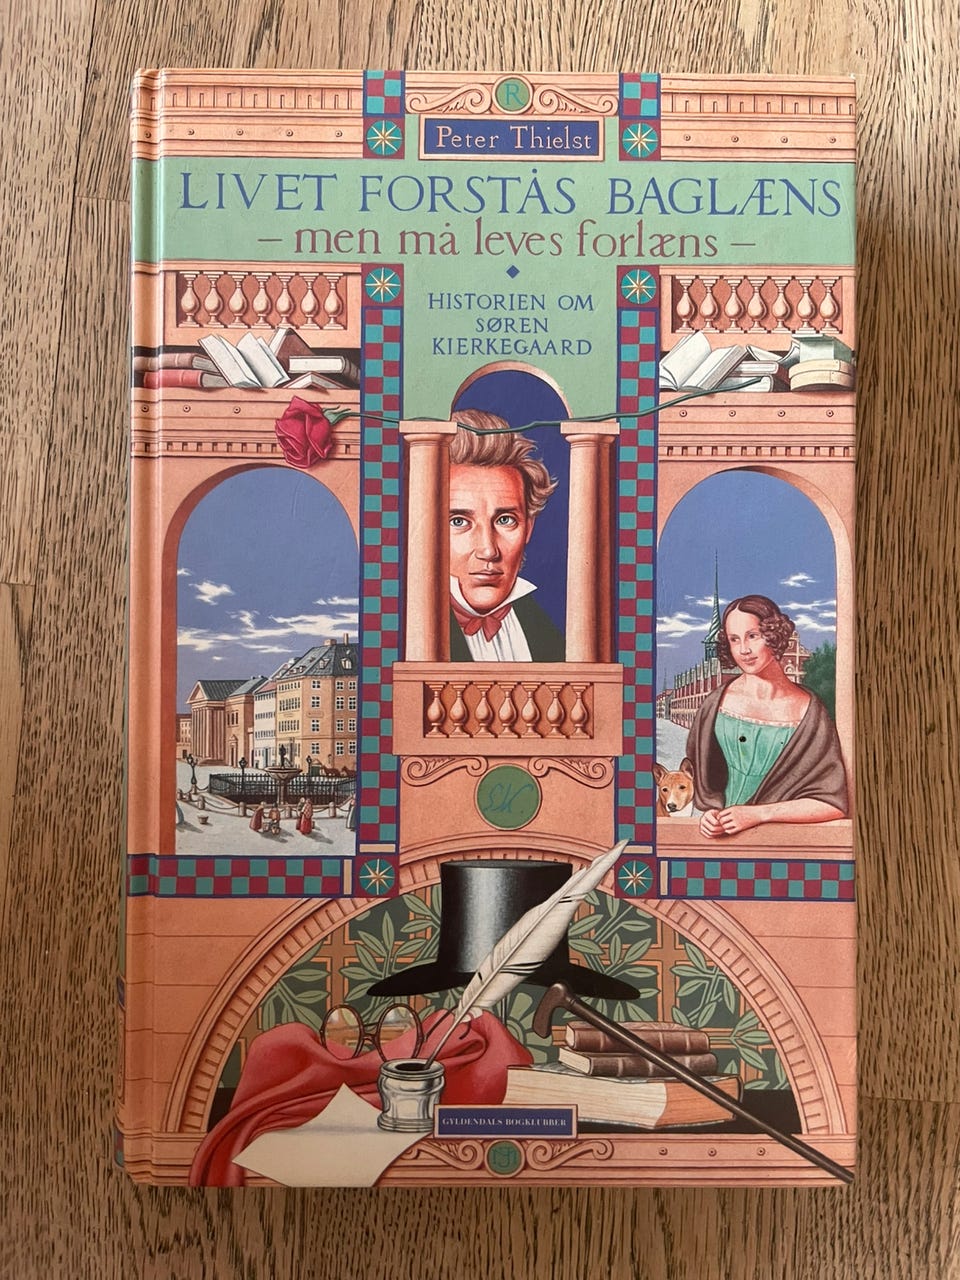 R
Peter Thielst
LIVET FORSTÅS BAGLÆNS
– men må leves forlæns –
HISTORIEN OM
SØREN
KIERKEGAARD
S.K.
GYLDENDALS BOGKLUBBER